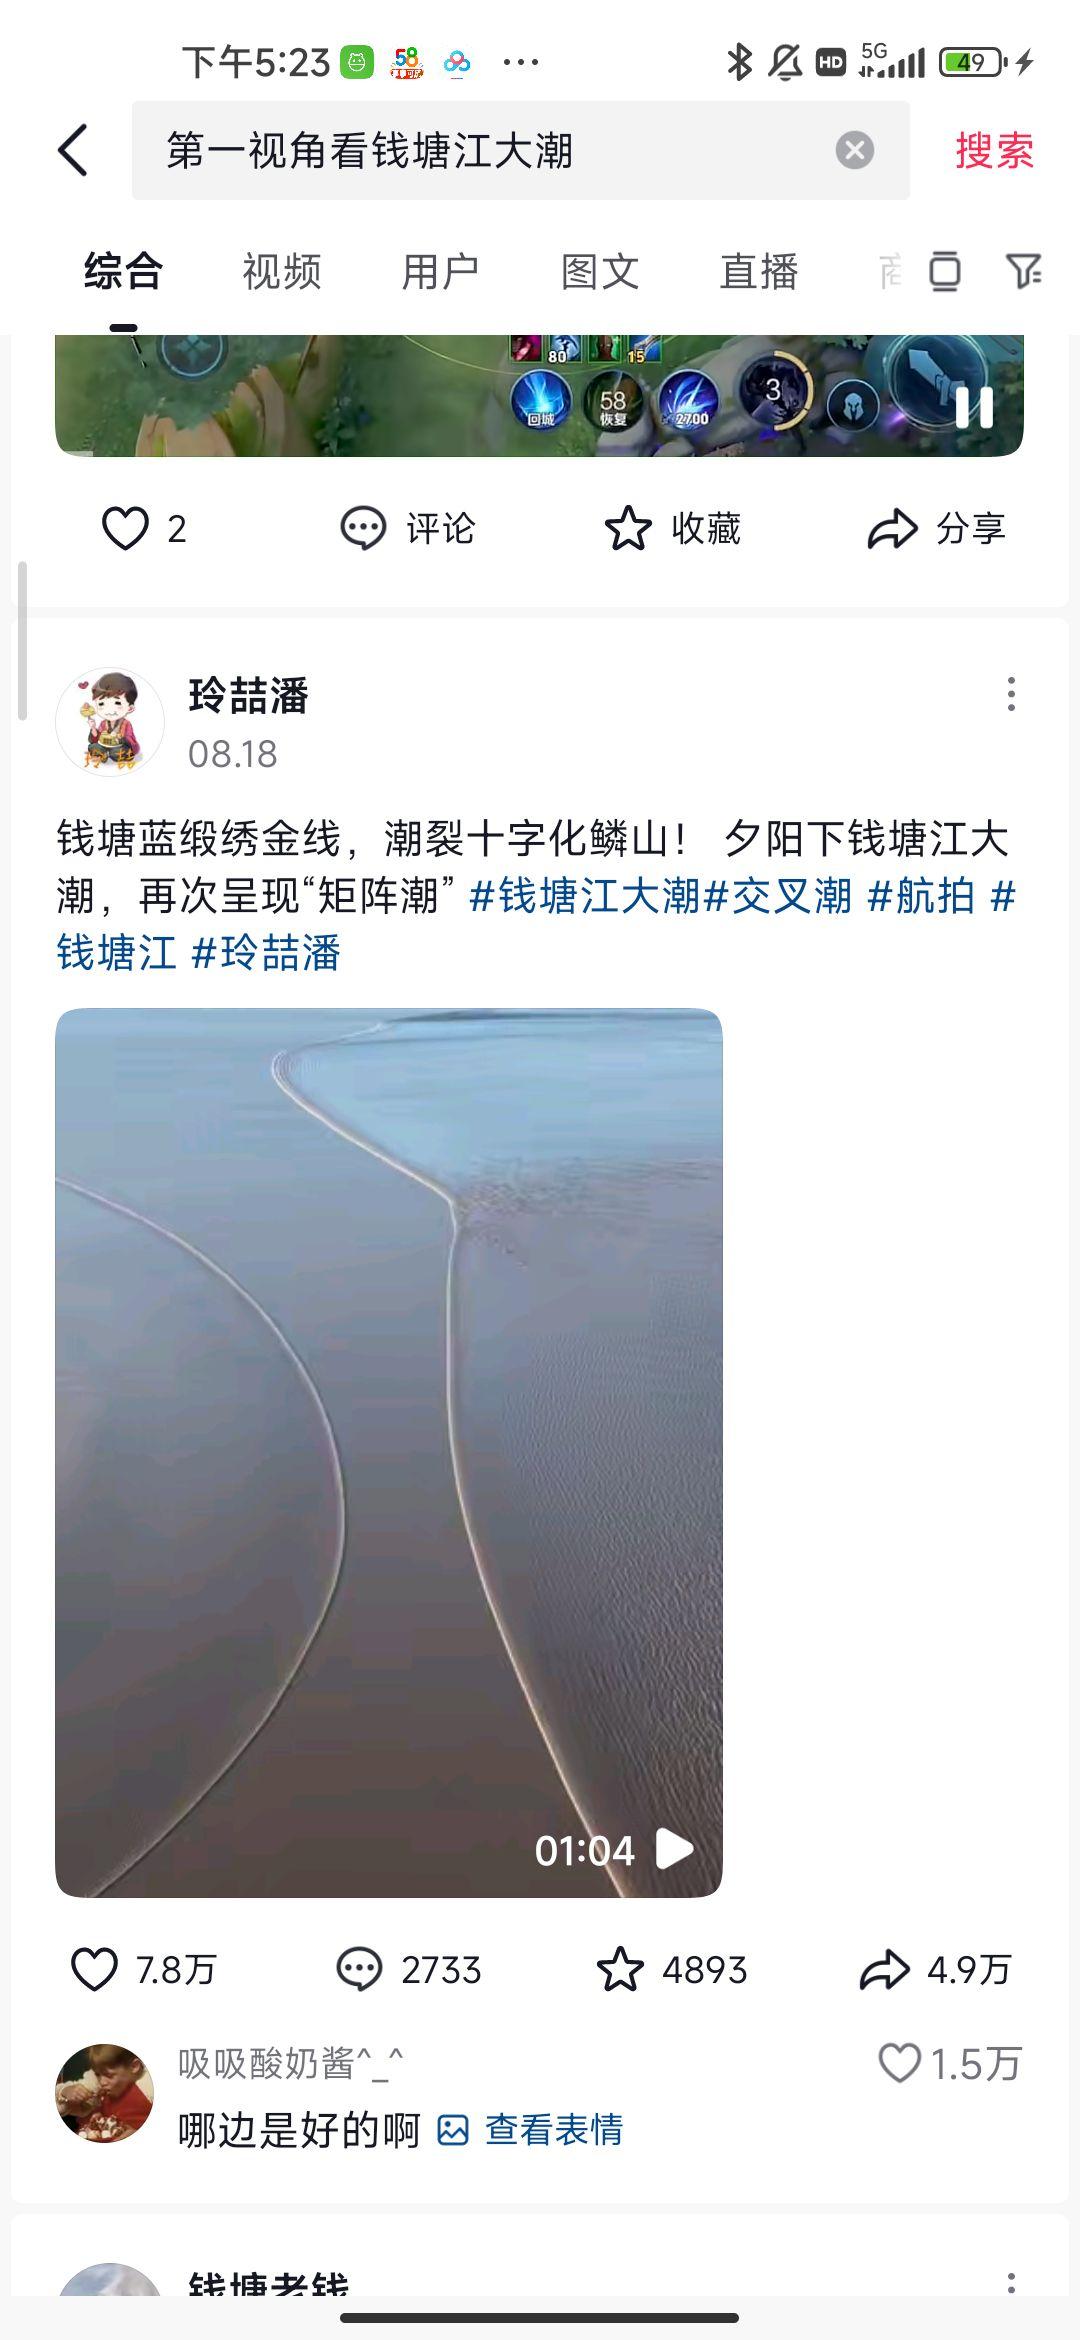 下午5:23
58
HD
5G
49
第一视角看钱塘江大潮
搜索
综合
视频
用户
图文
直播
80
15
回城
58
恢复
2700
3
2
评论
收藏
分享
玲喆潘
08.18
钱塘蓝缎绣金线，潮裂十字化鳞山！ 夕阳下钱塘江大
潮，再次呈现“矩阵潮” #钱塘江大潮#交叉潮 #航拍 #
钱塘江 #玲喆潘
01:04
7.8万
2733
4893
4.9万
吸吸酸奶酱^_^
1.5万
哪边是好的啊 查看表情
钱塘老钱